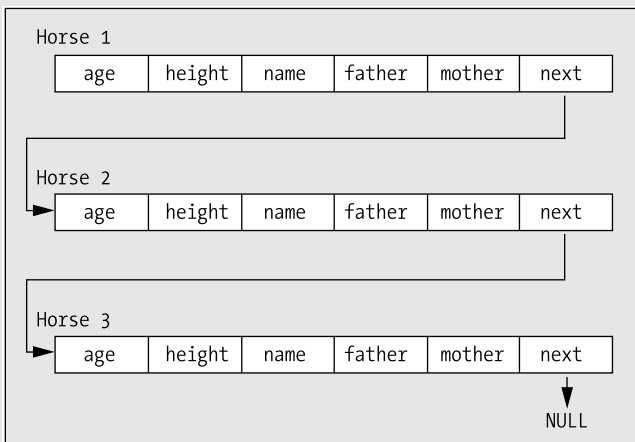 Horse 1
age height name father mother next
Horse 2
age height name father mother next
Horse 3
age height name father mother next
NULL